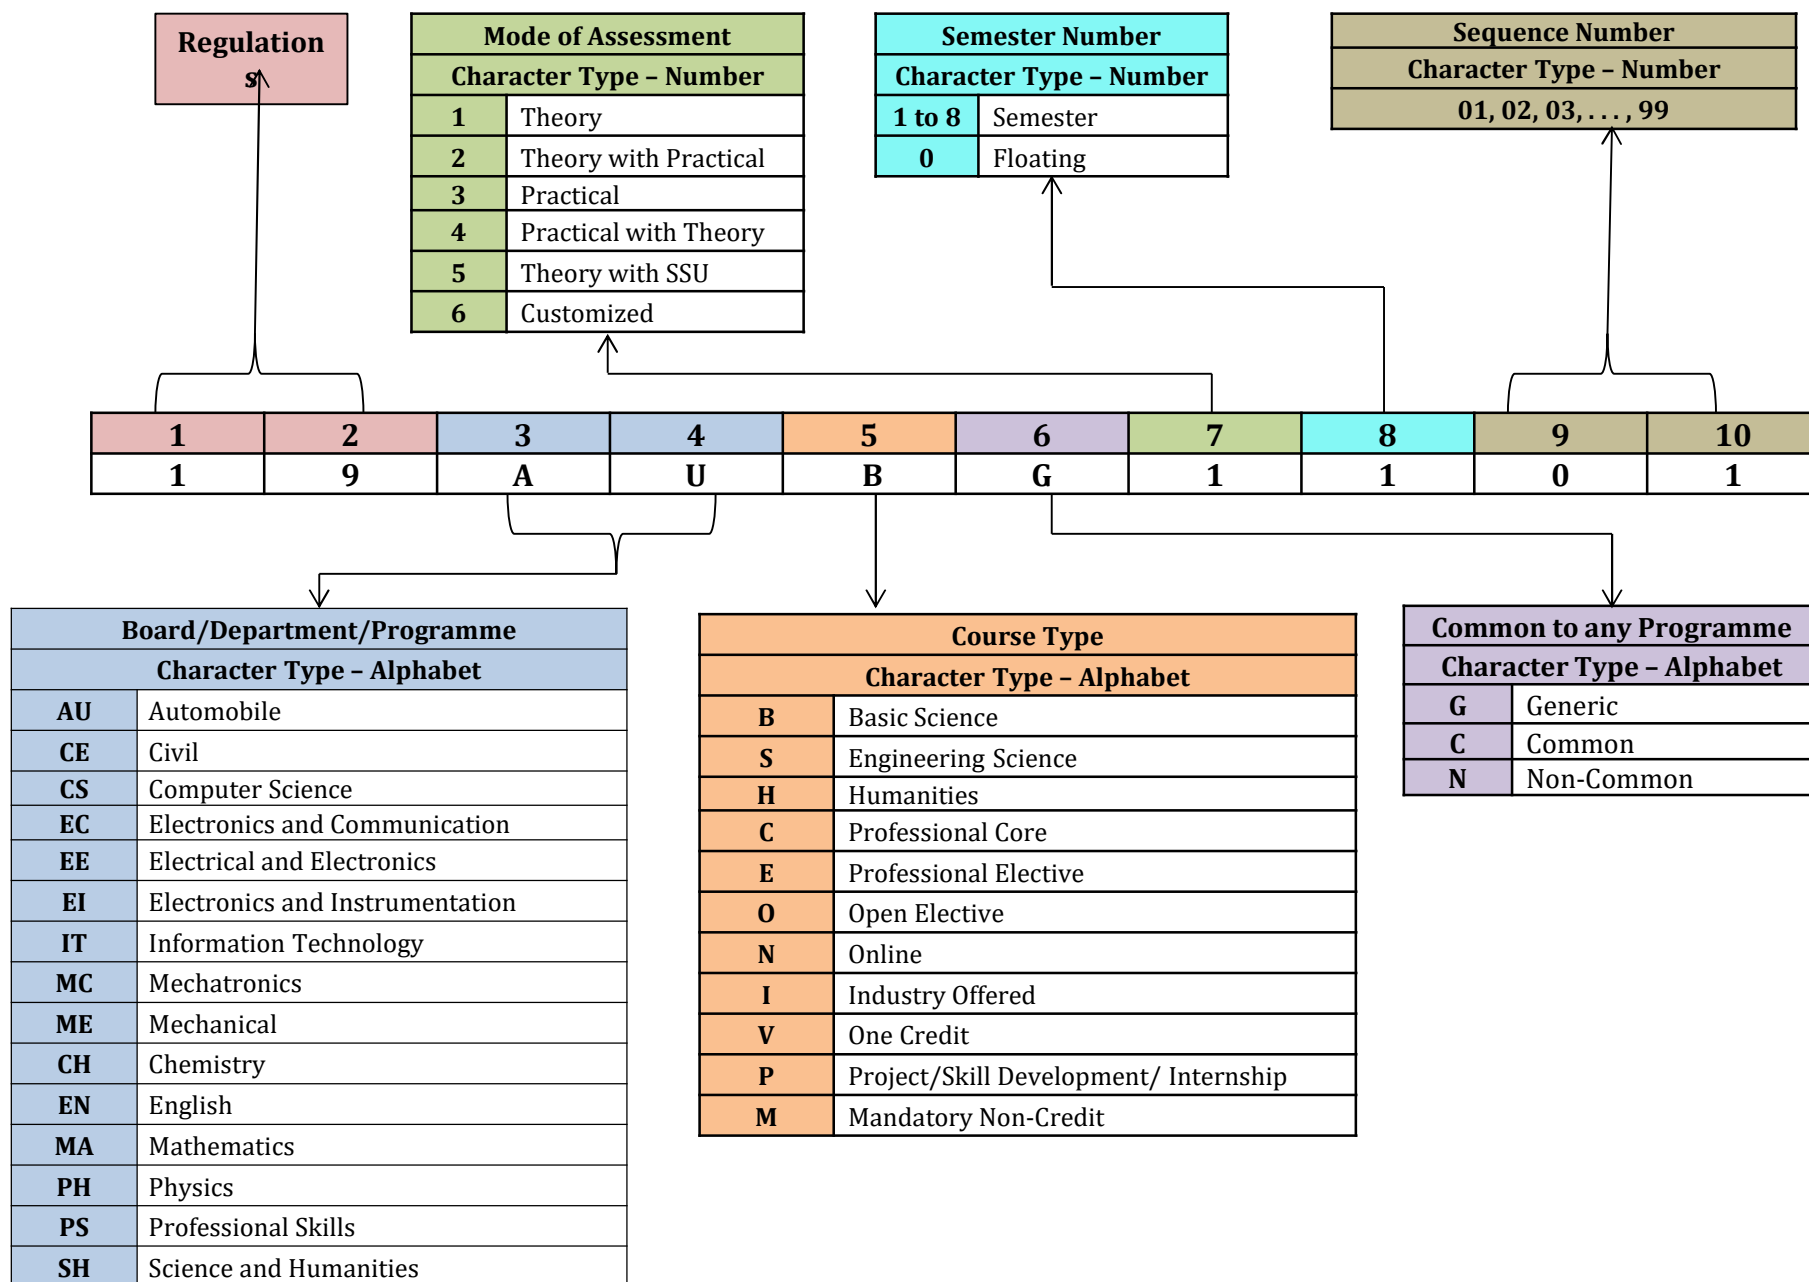 Regulation
s
Mode of Assessment
Character Type – Number
1 Theory
2 Theory with Practical
3 Practical
4 Practical with Theory
5 Theory with SSU
6 Customized
Semester Number
Character Type – Number
1 to 8 Semester
0 Floating
Sequence Number
Character Type – Number
01, 02, 03, . . . , 99
1 2 3 4 5 6 7 8 9 10
1 9 A U B G 1 1 0 1
Board/Department/Programme
Character Type – Alphabet
AU Automobile
CE Civil
CS Computer Science
EC Electronics and Communication
EE Electrical and Electronics
EI Electronics and Instrumentation
IT Information Technology
MC Mechatronics
ME Mechanical
CH Chemistry
EN English
MA Mathematics
PH Physics
PS Professional Skills
SH Science and Humanities
Course Type
Character Type – Alphabet
B Basic Science
S Engineering Science
H Humanities
C Professional Core
E Professional Elective
O Open Elective
N Online
I Industry Offered
V One Credit
P Project/Skill Development/ Internship
M Mandatory Non-Credit
Common to any Programme
Character Type – Alphabet
G Generic
C Common
N Non-Common